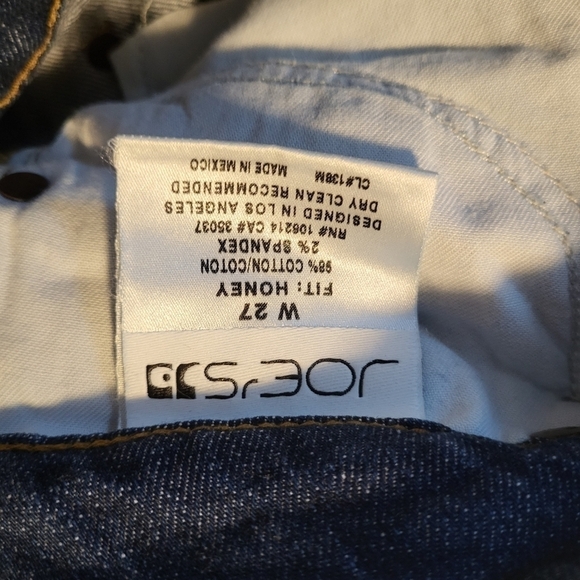 JOE'S
W 27
FIT: HONEY
98% COTTON/COTON
2% SPANDEX
RN# 106214 CA# 35037
DESIGNED IN LOS ANGELES
DRY CLEAN RECOMMENDED
CL#138M MADE IN MEXICO